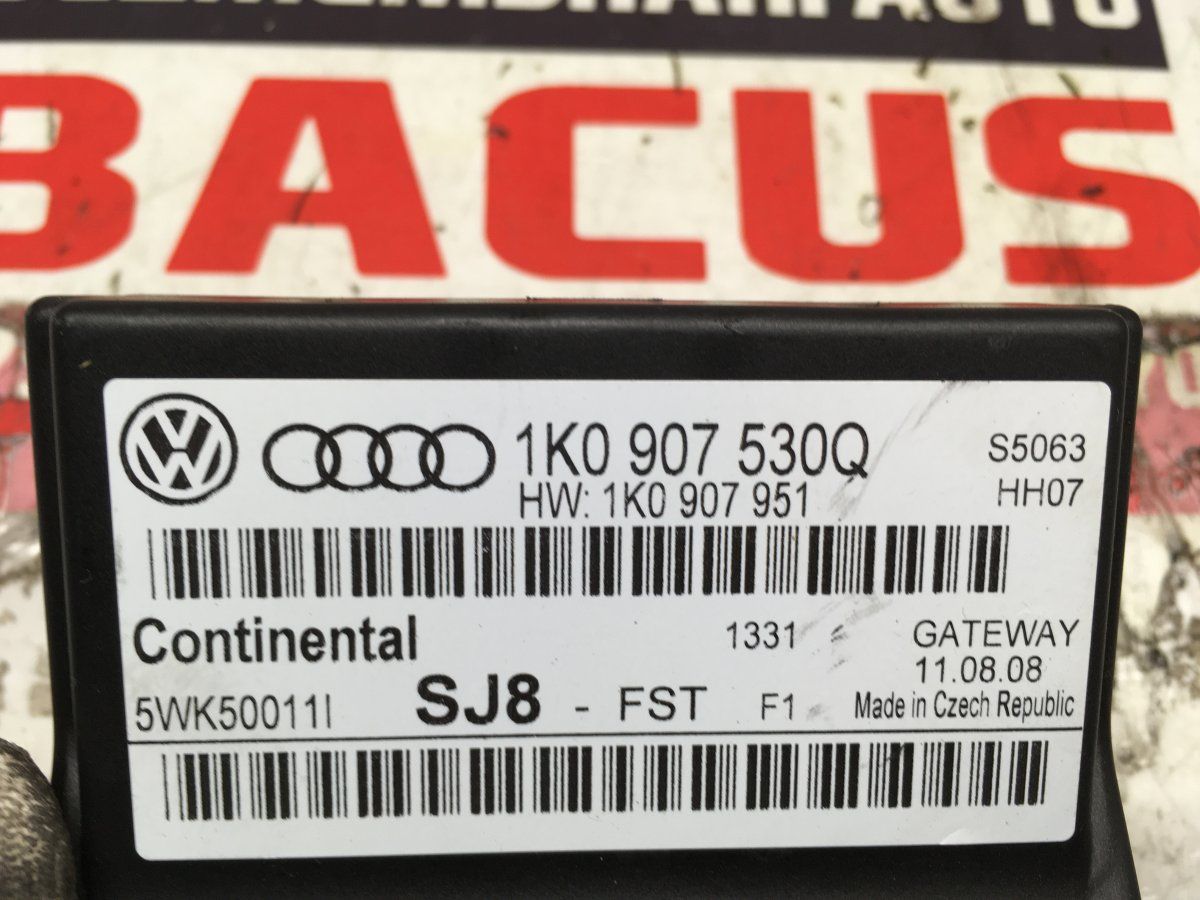 BACUS
1K0 907 530Q
S5063
HW: 1K0 907 951
HH07
Continental
1331
GATEWAY
11.08.08
5WK50011I
SJ8 - FST F1
Made in Czech Republic